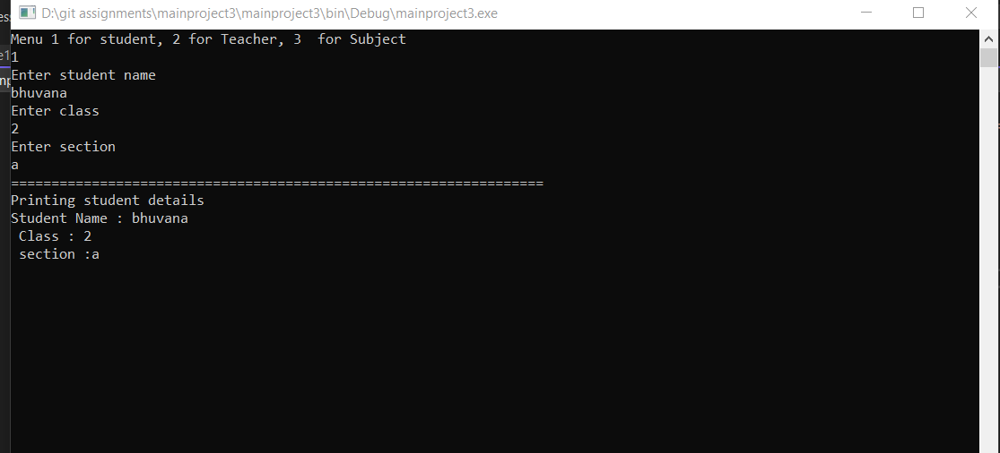 D:\git assignments\mainproject3\mainproject3\bin\Debug\mainproject3.exe
Menu 1 for student, 2 for Teacher, 3  for Subject
1
Enter student name
bhuvana
Enter class
2
Enter section
a
==================================================================
Printing student details
Student Name : bhuvana
 Class : 2
 section :a